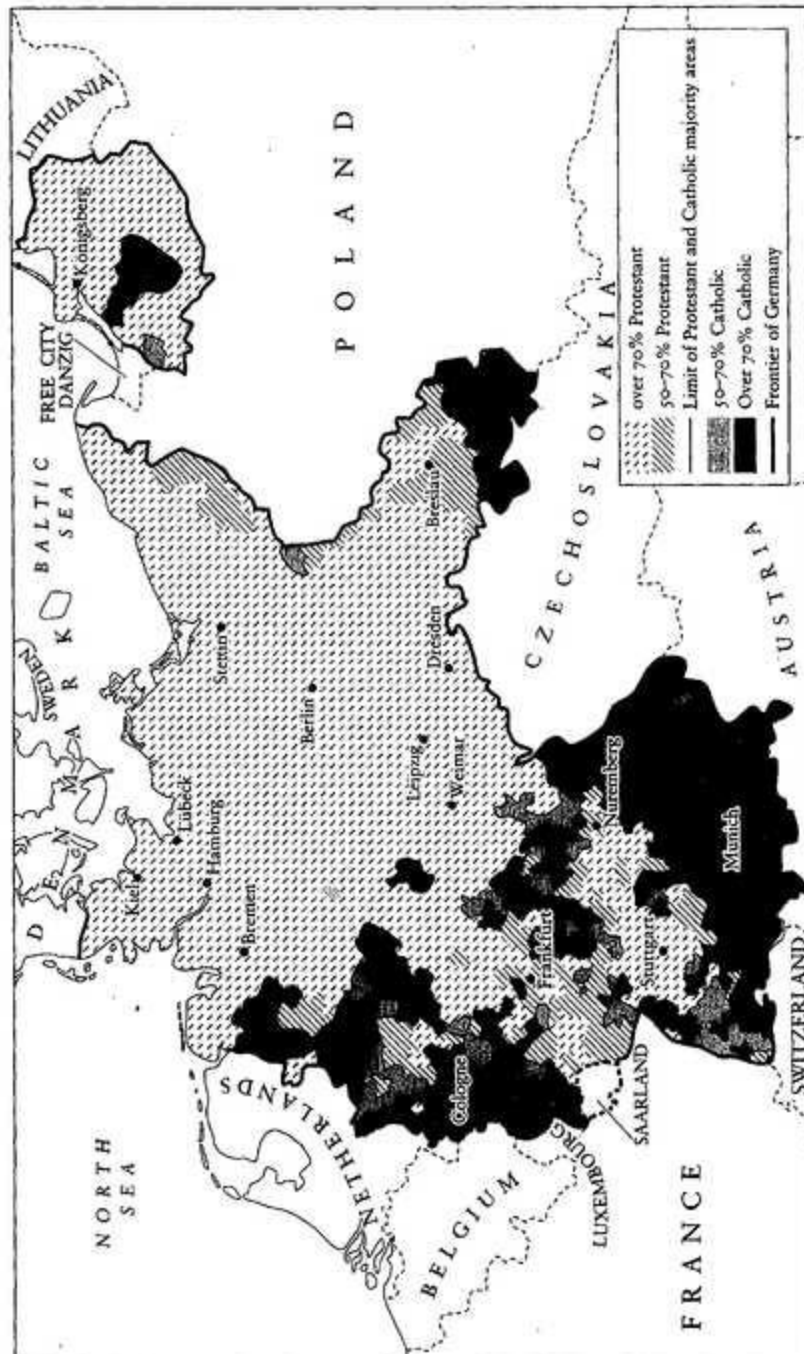 LITHUANIA
Königsberg
FREE CITY
DANZIG
BALTIC
SEA
SWEDEN
DENMARK
NORTH
SEA
Kiel
Lübeck
Hamburg
Stettin
Bremen
Berlin
POLAND
NETHERLANDS
Leipzig
Dresden
Breslau
Weimar
Cologne
BELGIUM
Frankfurt
LUXEMBOURG
SAARLAND
CZECHOSLOVAKIA
Nuremberg
Stuttgart
Munich
FRANCE
SWITZERLAND
AUSTRIA
over 70% Protestant
50–70% Protestant
Limit of Protestant and Catholic majority areas
50–70% Catholic
Over 70% Catholic
Frontier of Germany